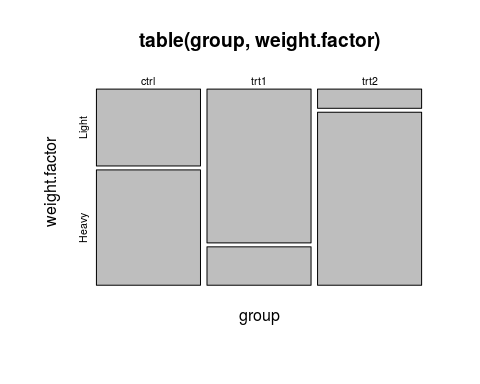 table(group, weight.factor)
ctrl trt1 trt2
Light
Heavy
weight.factor
group